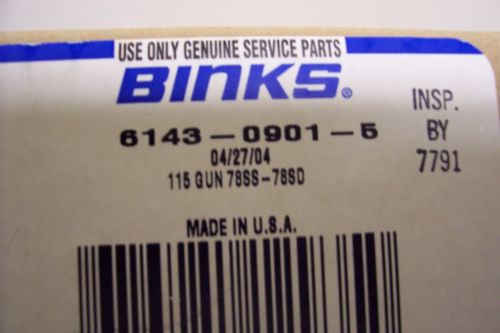 USE ONLY GENUINE SERVICE PARTS
BINKS®
6143-0901-5
04/27/04
115 GUN 78SS-78SD
MADE IN U.S.A.
INSP.
BY
7791